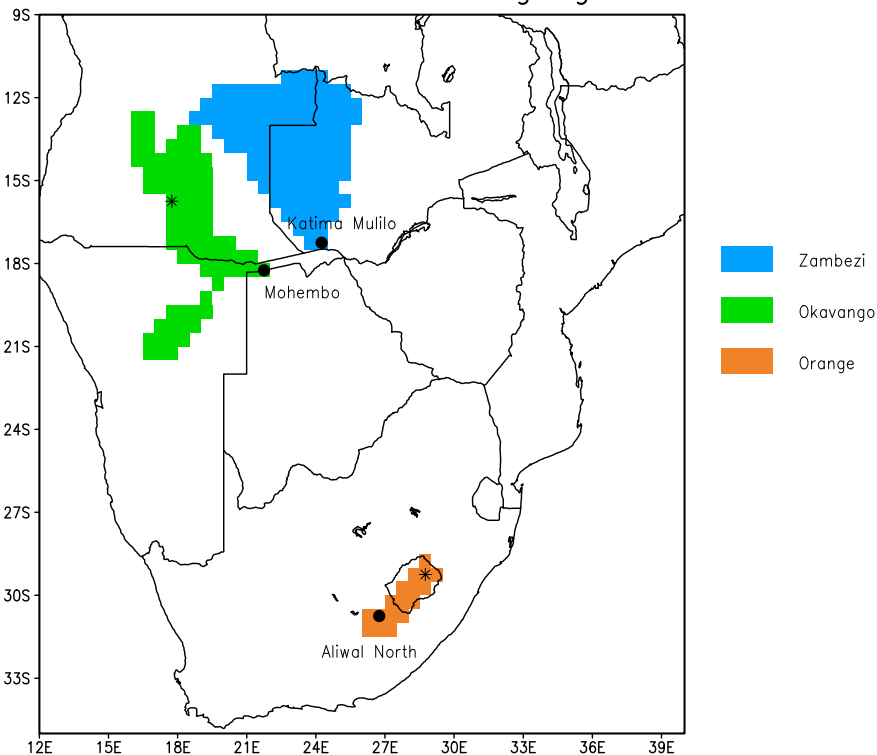 9S
12S
15S
18S
21S
24S
27S
30S
33S
12E 15E 18E 21E 24E 27E 30E 33E 36E 39E
Katima Mulilo
Mohembo
Aliwal North
Zambezi
Okavango
Orange